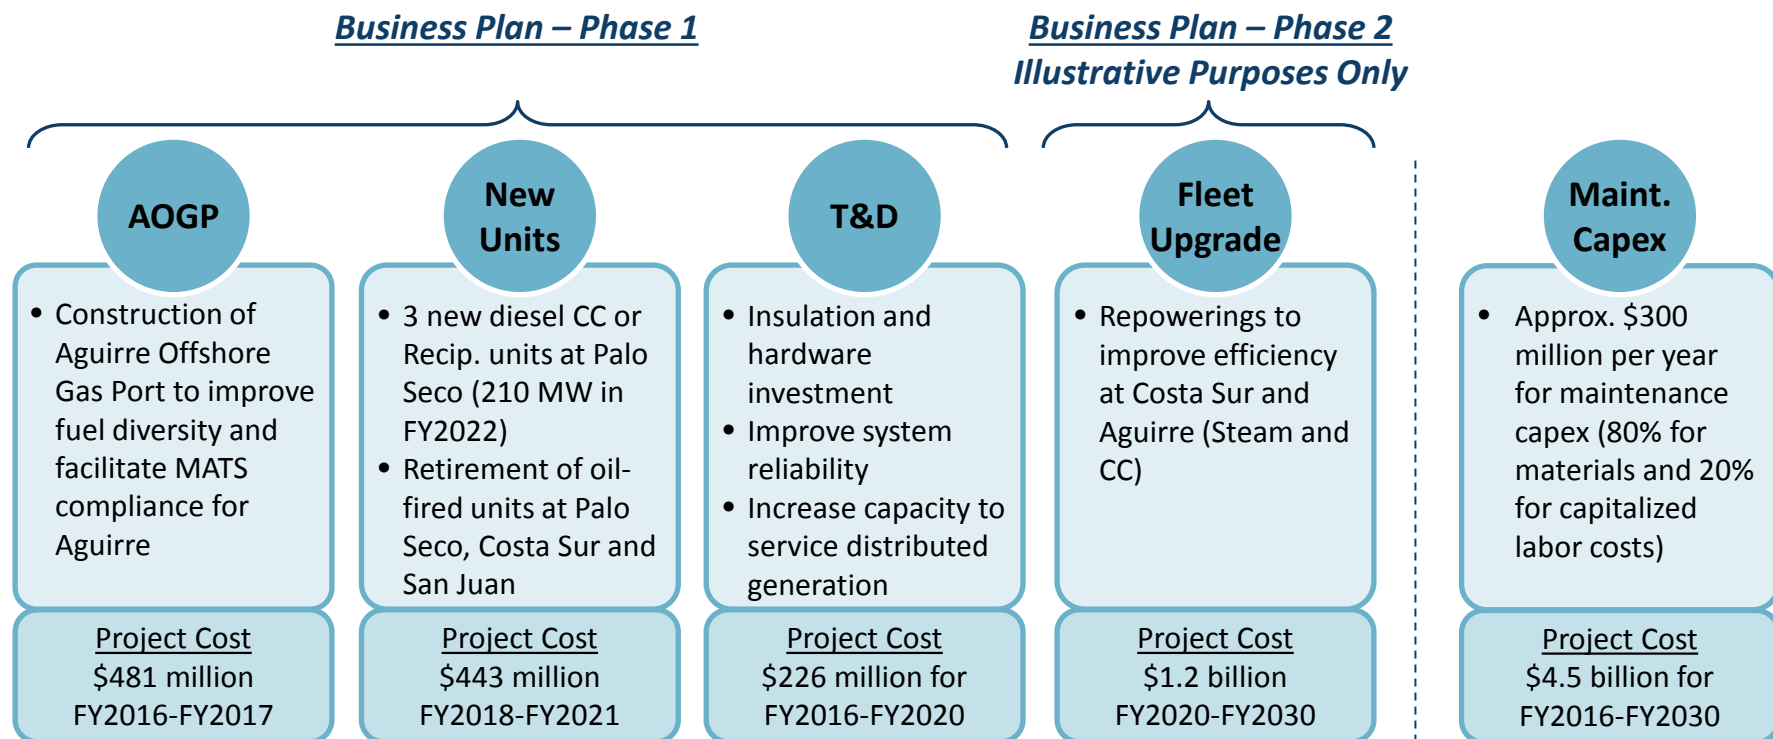 Business Plan – Phase 1
Business Plan – Phase 2
Illustrative Purposes Only
AOGP
• Construction of
Aguirre Offshore
Gas Port to improve
fuel diversity and
facilitate MATS
compliance for
Aguirre
Project Cost
$481 million
FY2016-FY2017
New
Units
• 3 new diesel CC or
Recip. units at Palo
Seco (210 MW in
FY2022)
• Retirement of oil-
fired units at Palo
Seco, Costa Sur and
San Juan
Project Cost
$443 million
FY2018-FY2021
T&D
• Insulation and
hardware
investment
• Improve system
reliability
• Increase capacity to
service distributed
generation
Project Cost
$226 million for
FY2016-FY2020
Fleet
Upgrade
• Repowerings to
improve efficiency
at Costa Sur and
Aguirre (Steam and
CC)
Project Cost
$1.2 billion
FY2020-FY2030
Maint.
Capex
• Approx. $300
million per year
for maintenance
capex (80% for
materials and 20%
for capitalized
labor costs)
Project Cost
$4.5 billion for
FY2016-FY2030